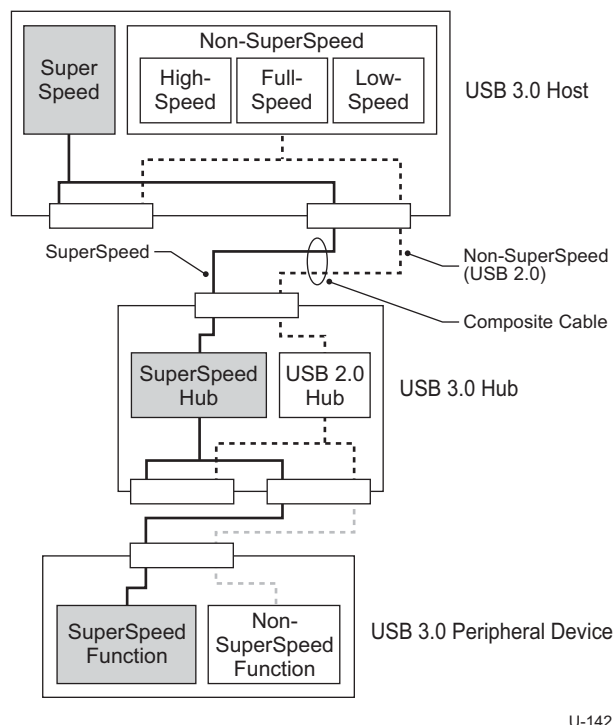 Non-SuperSpeed
Super
Speed
High-
Speed
Full-
Speed
Low-
Speed
USB 3.0 Host
SuperSpeed
Non-SuperSpeed
(USB 2.0)
Composite Cable
SuperSpeed
Hub
USB 2.0
Hub
USB 3.0 Hub
SuperSpeed
Function
Non-
SuperSpeed
Function
USB 3.0 Peripheral Device
U-142